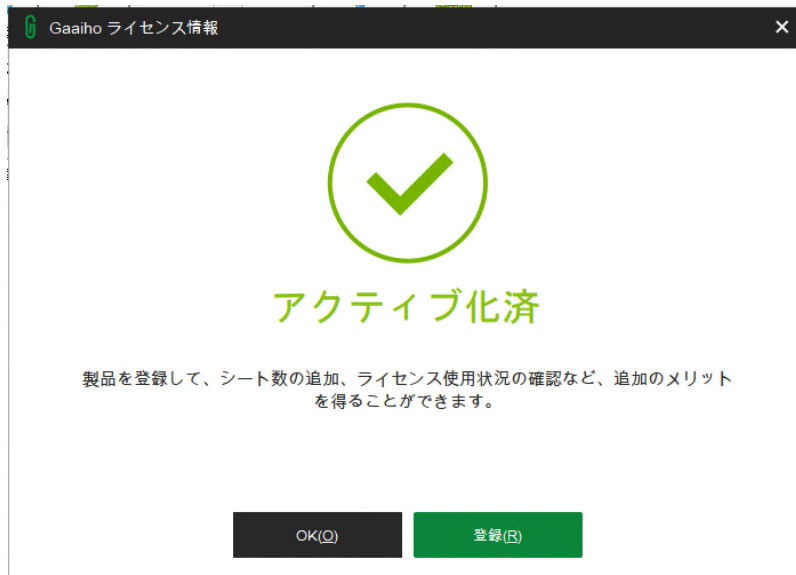 Gaaiho ライセンス情報
アクティブ化済
製品を登録して、シート数の追加、ライセンス使用状況の確認など、追加のメリット
を得ることができます。
OK(O)
登録(R)